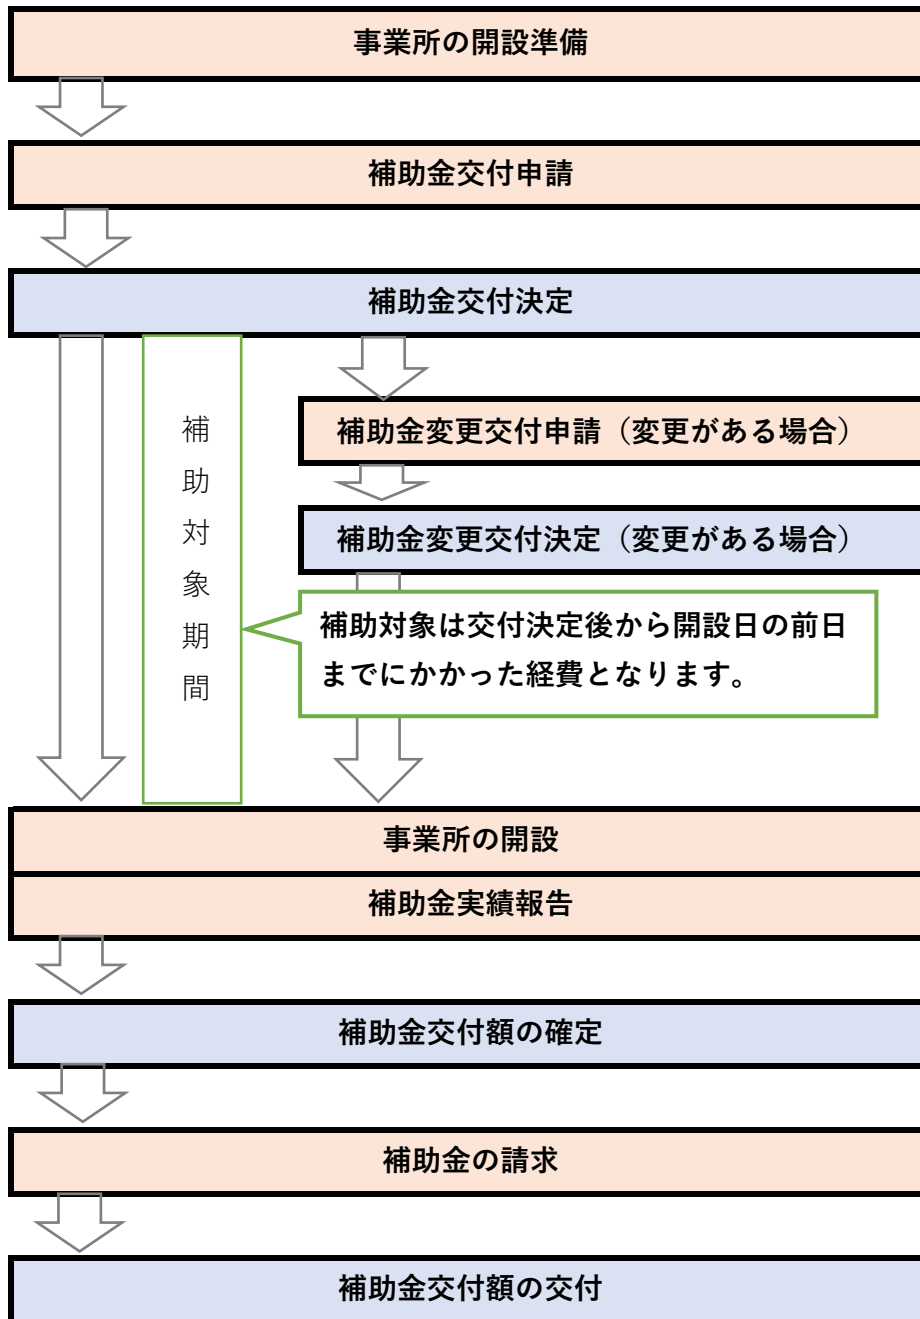 事業所の開設準備
補助金交付申請
補助金交付決定
補助対象期間
補助金変更交付申請（変更がある場合）
補助金変更交付決定（変更がある場合）
補助対象は交付決定後から開設日の前日
までにかかった経費となります。
事業所の開設
補助金実績報告
補助金交付額の確定
補助金の請求
補助金交付額の交付